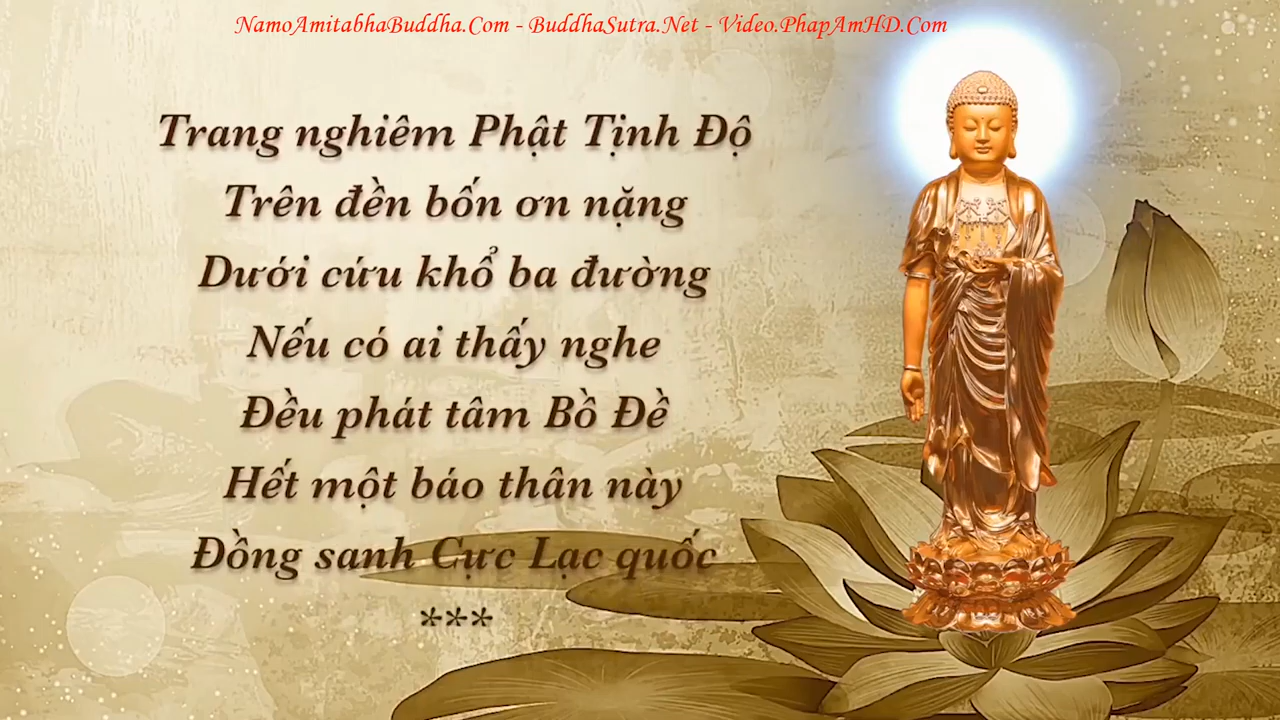 NamoAmitabhaBuddha.Com - BuddhaSutra.Net - Video.PhapAmHD.Com
Trang nghiêm Phật Tịnh Độ
Trên đền bốn ơn nặng
Dưới cứu khổ ba đường
Nếu có ai thấy nghe
Đều phát tâm Bồ Đề
Hết một báo thân này
Đồng sanh Cực Lạc quốc
***